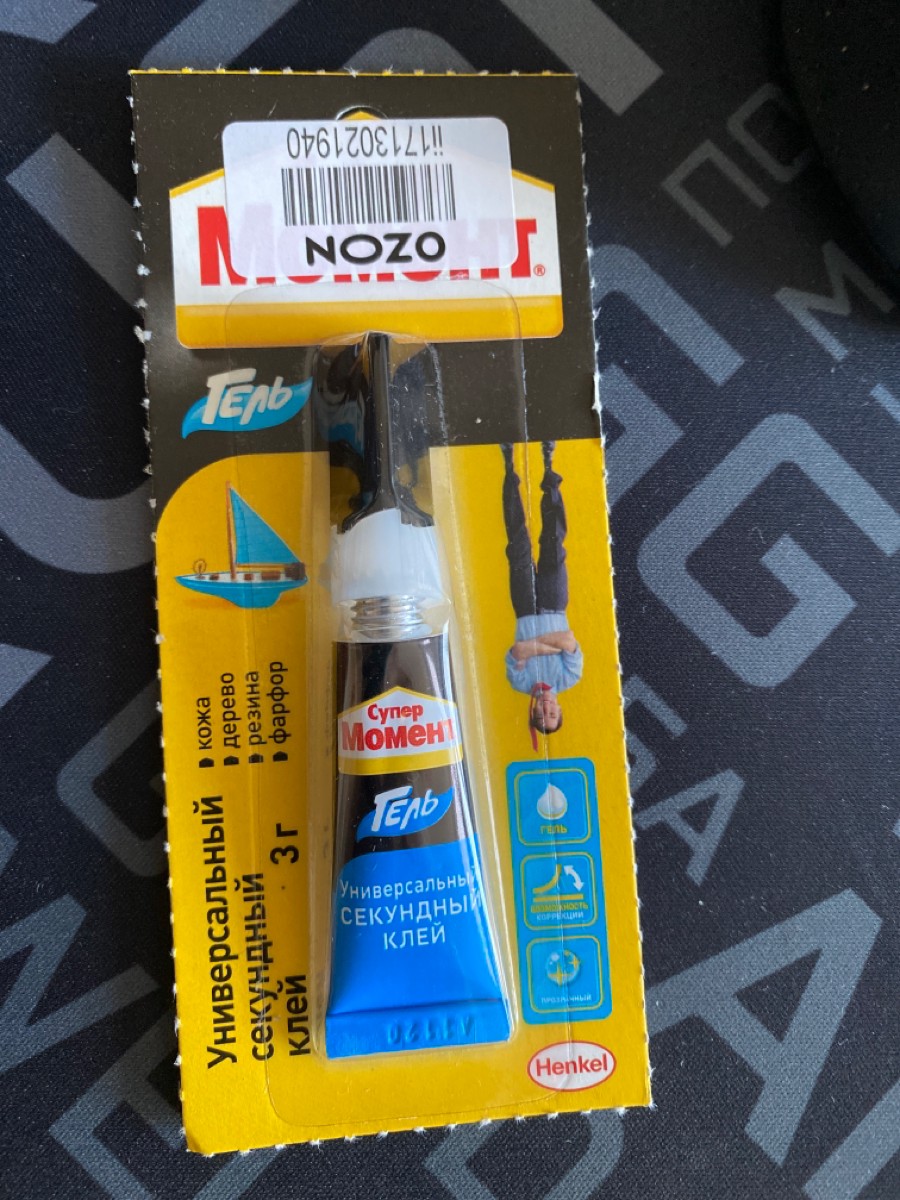 ii1713021940
OZON
Момент®
Гель
кожа
дерево
резина
фарфор
Универсальный
секундный
клей
3 г
Супер
Момент
Гель
Универсальный
СЕКУНДНЫЙ
КЛЕЙ
ГЕЛЬ
ВОЗМОЖНОСТЬ
КОРРЕКЦИИ
ПРОЗРАЧНЫЙ
Henkel